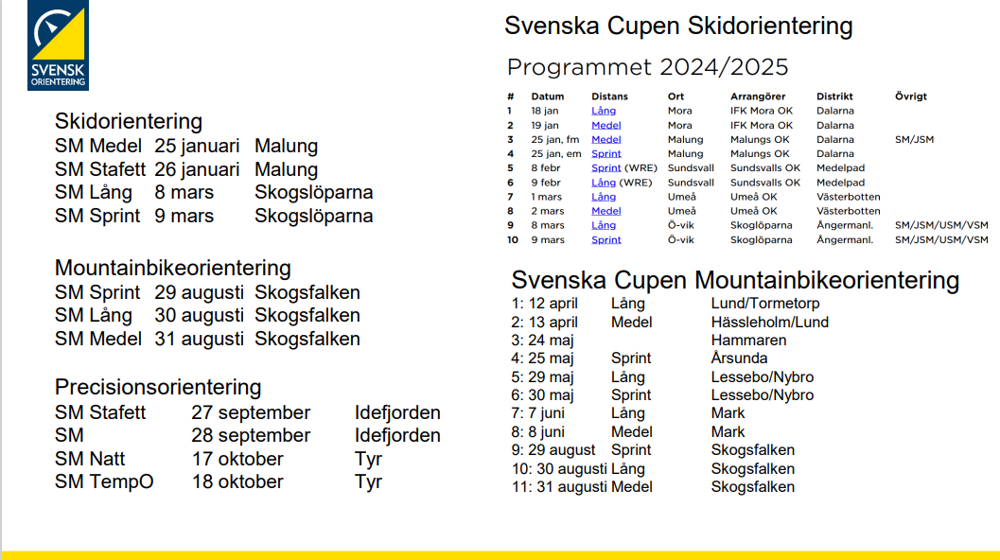 SVENSK
ORIENTERING
Skidorientering
SM Medel 25 januari Malung
SM Stafett 26 januari Malung
SM Lång 8 mars Skogslöparna
SM Sprint 9 mars Skogslöparna
Mountainbikeorientering
SM Sprint 29 augusti Skogsfalken
SM Lång 30 augusti Skogsfalken
SM Medel 31 augusti Skogsfalken
Precisionsorientering
SM Stafett 27 september Idefjorden
SM 28 september Idefjorden
SM Natt 17 oktober Tyr
SM TempO 18 oktober Tyr
Svenska Cupen Skidorientering
Programmet 2024/2025
# Datum Distans Ort Arrangörer Distrikt Övrigt
1 18 jan Lång Mora IFK Mora OK Dalarna
2 19 jan Medel Mora IFK Mora OK Dalarna
3 25 jan, fm Medel Malung Malungs OK Dalarna SM/JSM
4 25 jan, em Sprint Malung Malungs OK Dalarna
5 8 febr Sprint (WRE) Sundsvall Sundsvalls OK Medelpad
6 9 febr Lång (WRE) Sundsvall Sundsvalls OK Medelpad
7 1 mars Lång Umeå Umeå OK Västerbotten
8 2 mars Medel Umeå Umeå OK Västerbotten
9 8 mars Lång Ö-vik Skoglöparna Ångermanl. SM/JSM/USM/VSM
10 9 mars Sprint Ö-vik Skoglöparna Ångermanl. SM/JSM/USM/VSM
Svenska Cupen Mountainbikeorientering
1: 12 april Lång Lund/Tormetorp
2: 13 april Medel Hässleholm/Lund
3: 24 maj Hammaren
4: 25 maj Sprint Årsunda
5: 29 maj Lång Lessebo/Nybro
6: 30 maj Sprint Lessebo/Nybro
7: 7 juni Lång Mark
8: 8 juni Medel Mark
9: 29 august Sprint Skogsfalken
10: 30 augusti Lång Skogsfalken
11: 31 augusti Medel Skogsfalken